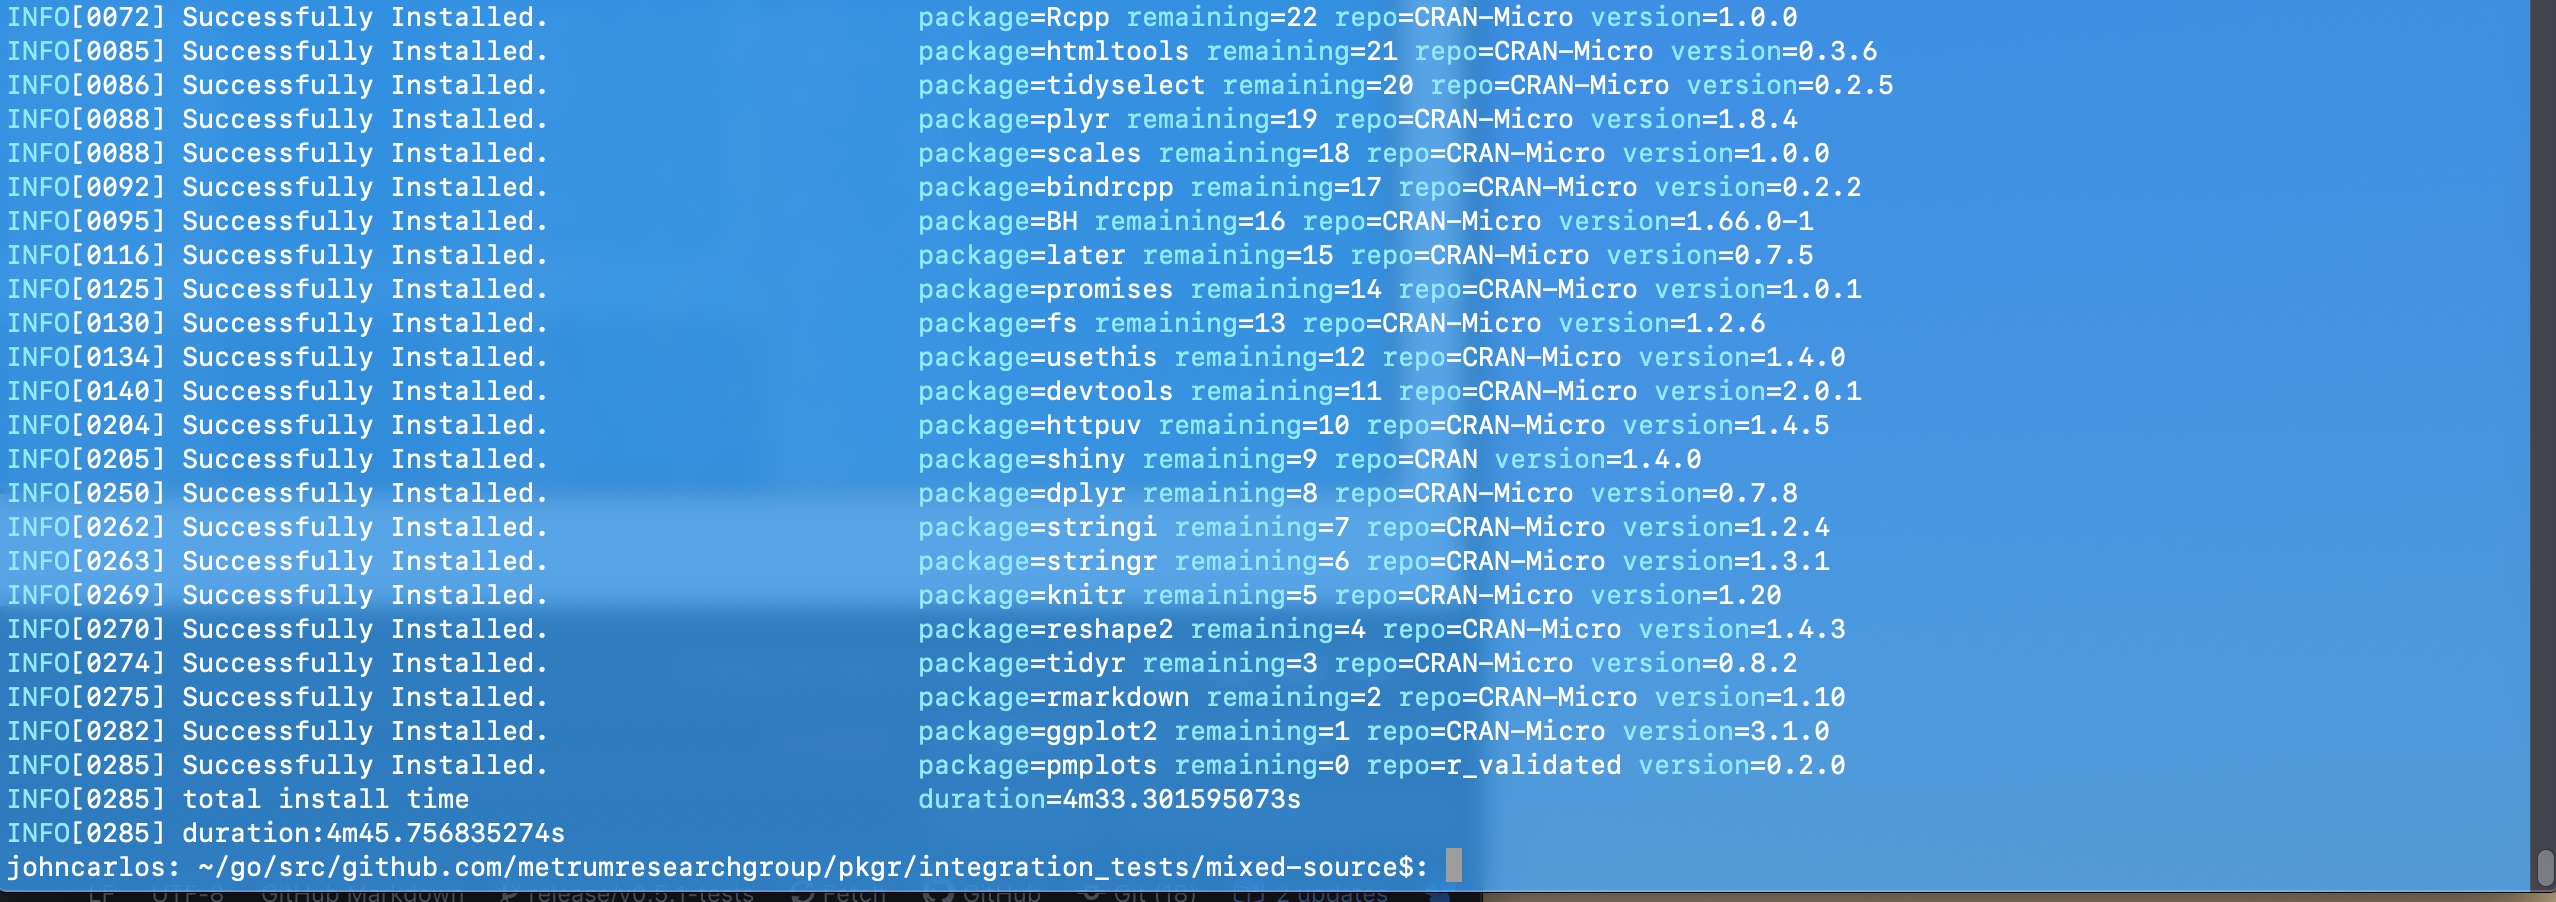 INFO[0072] Successfully Installed. package=Rcpp remaining=22 repo=CRAN-Micro version=1.0.0
INFO[0085] Successfully Installed. package=htmltools remaining=21 repo=CRAN-Micro version=0.3.6
INFO[0086] Successfully Installed. package=tidyselect remaining=20 repo=CRAN-Micro version=0.2.5
INFO[0088] Successfully Installed. package=plyr remaining=19 repo=CRAN-Micro version=1.8.4
INFO[0088] Successfully Installed. package=scales remaining=18 repo=CRAN-Micro version=1.0.0
INFO[0092] Successfully Installed. package=bindrcpp remaining=17 repo=CRAN-Micro version=0.2.2
INFO[0095] Successfully Installed. package=BH remaining=16 repo=CRAN-Micro version=1.66.0-1
INFO[0116] Successfully Installed. package=later remaining=15 repo=CRAN-Micro version=0.7.5
INFO[0125] Successfully Installed. package=promises remaining=14 repo=CRAN-Micro version=1.0.1
INFO[0130] Successfully Installed. package=fs remaining=13 repo=CRAN-Micro version=1.2.6
INFO[0134] Successfully Installed. package=usethis remaining=12 repo=CRAN-Micro version=1.4.0
INFO[0140] Successfully Installed. package=devtools remaining=11 repo=CRAN-Micro version=2.0.1
INFO[0204] Successfully Installed. package=httpuv remaining=10 repo=CRAN-Micro version=1.4.5
INFO[0205] Successfully Installed. package=shiny remaining=9 repo=CRAN version=1.4.0
INFO[0250] Successfully Installed. package=dplyr remaining=8 repo=CRAN-Micro version=0.7.8
INFO[0262] Successfully Installed. package=stringi remaining=7 repo=CRAN-Micro version=1.2.4
INFO[0263] Successfully Installed. package=stringr remaining=6 repo=CRAN-Micro version=1.3.1
INFO[0269] Successfully Installed. package=knitr remaining=5 repo=CRAN-Micro version=1.20
INFO[0270] Successfully Installed. package=reshape2 remaining=4 repo=CRAN-Micro version=1.4.3
INFO[0274] Successfully Installed. package=tidyr remaining=3 repo=CRAN-Micro version=0.8.2
INFO[0275] Successfully Installed. package=rmarkdown remaining=2 repo=CRAN-Micro version=1.10
INFO[0282] Successfully Installed. package=ggplot2 remaining=1 repo=CRAN-Micro version=3.1.0
INFO[0285] Successfully Installed. package=pmplots remaining=0 repo=r_validated version=0.2.0
INFO[0285] total install time duration=4m33.301595073s
INFO[0285] duration:4m45.756835274s
johncarlos: ~/go/src/github.com/metrumresearchgroup/pkgr/integration_tests/mixed-source$:
LF UTF-8 GitHub Markdown release/v0.5.1-tests Fetch GitHub Git (18) 2 updates